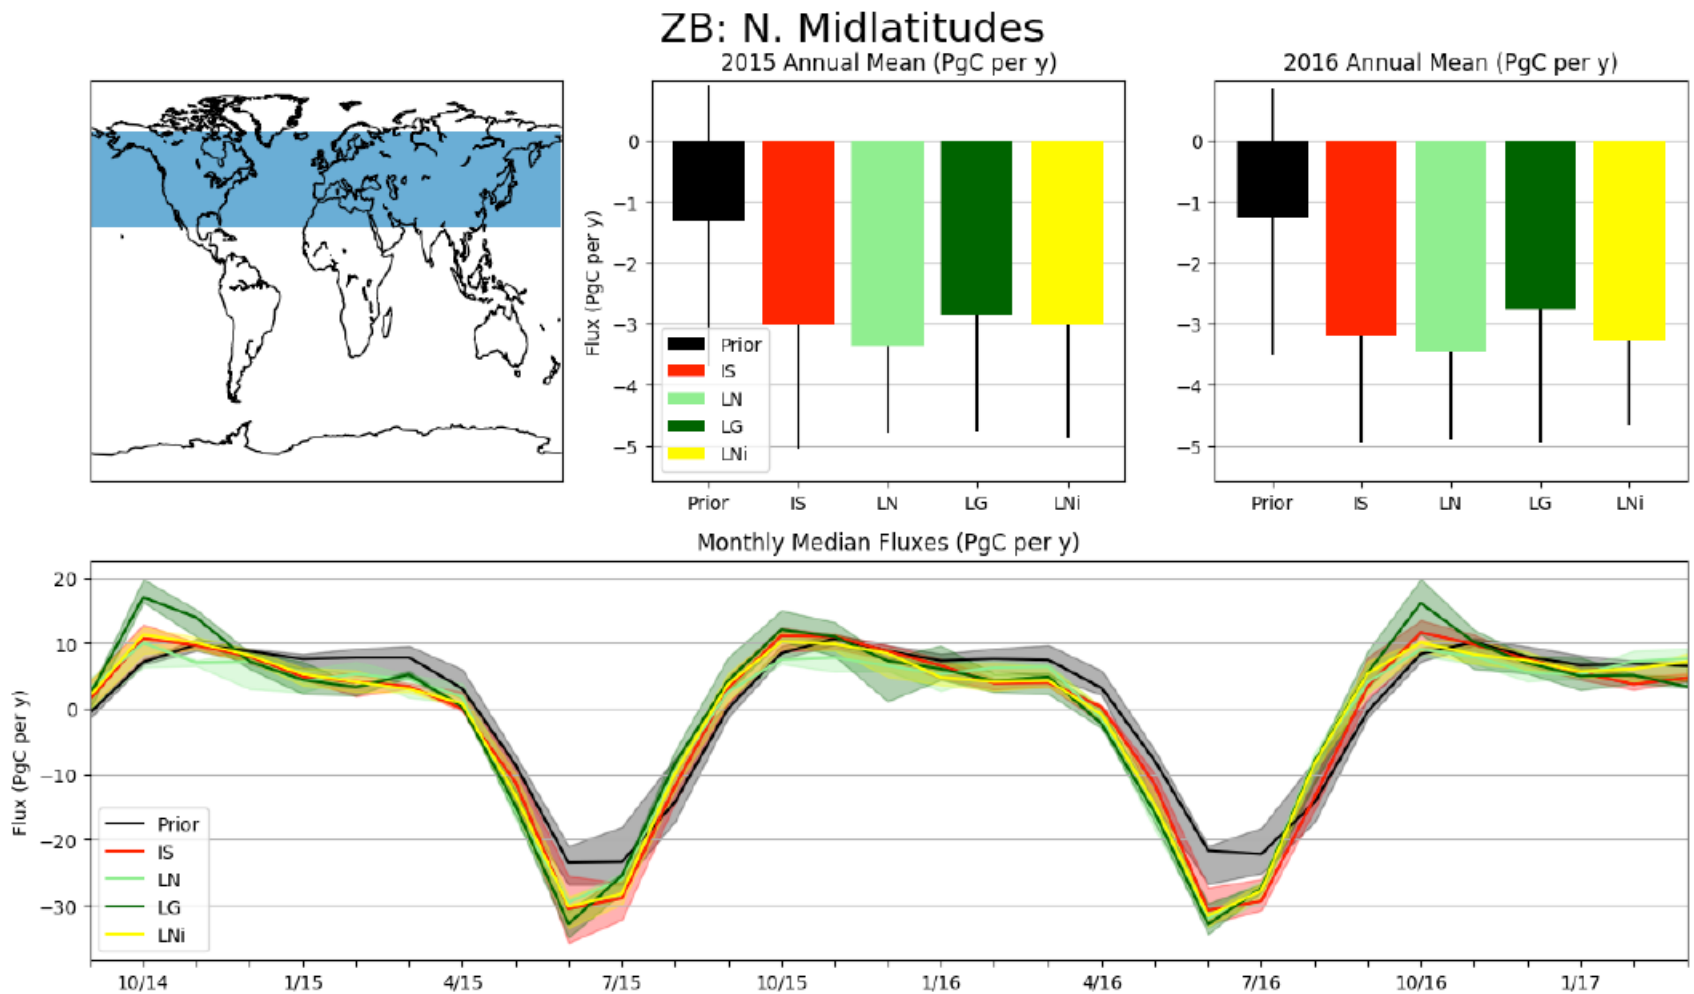 ZB: N. Midlatitudes
2015 Annual Mean (PgC per y)
2016 Annual Mean (PgC per y)
Flux (PgC per y)
0
−1
−2
−3
−4
−5
Prior
IS
LN
LG
LNi
Prior IS LN LG LNi
0
−1
−2
−3
−4
−5
Prior IS LN LG LNi
Monthly Median Fluxes (PgC per y)
Flux (PgC per y)
20
10
0
−10
−20
−30
Prior
IS
LN
LG
LNi
10/14 1/15 4/15 7/15 10/15 1/16 4/16 7/16 10/16 1/17